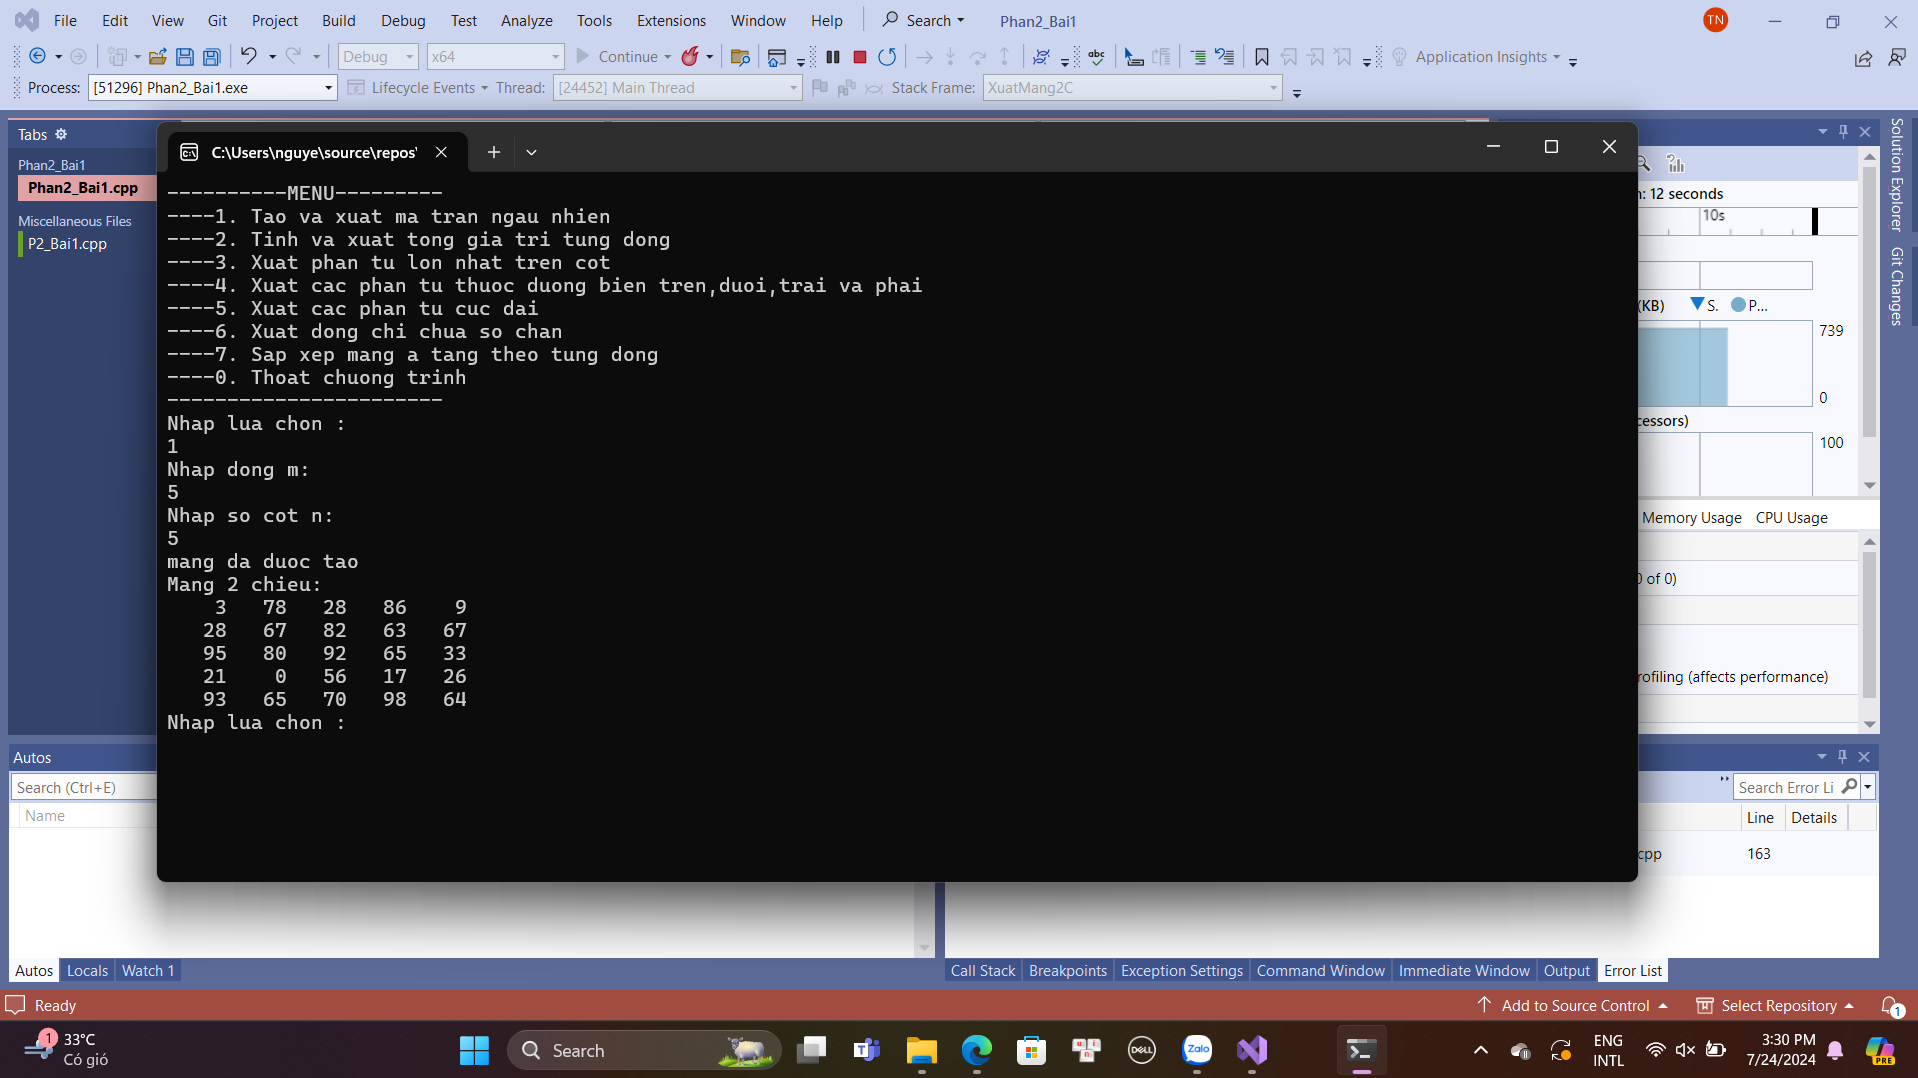 File Edit View Git Project Build Debug Test Analyze Tools Extensions Window Help Search Phan2_Bai1 TN
Debug x64 Continue Application Insights
Process: [51296] Phan2_Bai1.exe Lifecycle Events Thread: [24452] Main Thread Stack Frame: XuatMang2C
Tabs
Phan2_Bai1
Phan2_Bai1.cpp
Miscellaneous Files
P2_Bai1.cpp
C:\Users\nguye\source\repos\
----------MENU---------
----1. Tao va xuat ma tran ngau nhien
----2. Tinh va xuat tong gia tri tung dong
----3. Xuat phan tu lon nhat tren cot
----4. Xuat cac phan tu thuoc duong bien tren,duoi,trai va phai
----5. Xuat cac phan tu cuc dai
----6. Xuat dong chi chua so chan
----7. Sap xep mang a tang theo tung dong
----0. Thoat chuong trinh
-----------------------
Nhap lua chon :
1
Nhap dong m:
5
Nhap so cot n:
5
mang da duoc tao
Mang 2 chieu:
3 78 28 86 9
28 67 82 63 67
95 80 92 65 33
21 0 56 17 26
93 65 70 98 64
Nhap lua chon :
n: 12 seconds
10s
(KB) S. P...
739
0
cessors)
100
Memory Usage CPU Usage
0 of 0)
rofiling (affects performance)
Solution Explorer
Git Changes
Autos
Search (Ctrl+E)
Name
Search Error Li
Line Details
cpp 163
Autos Locals Watch 1
Call Stack Breakpoints Exception Settings Command Window Immediate Window Output Error List
Ready Add to Source Control Select Repository 1
1 33°C
Có gió
Search
DELL
Zalo
ENG
INTL
3:30 PM
7/24/2024
PRE